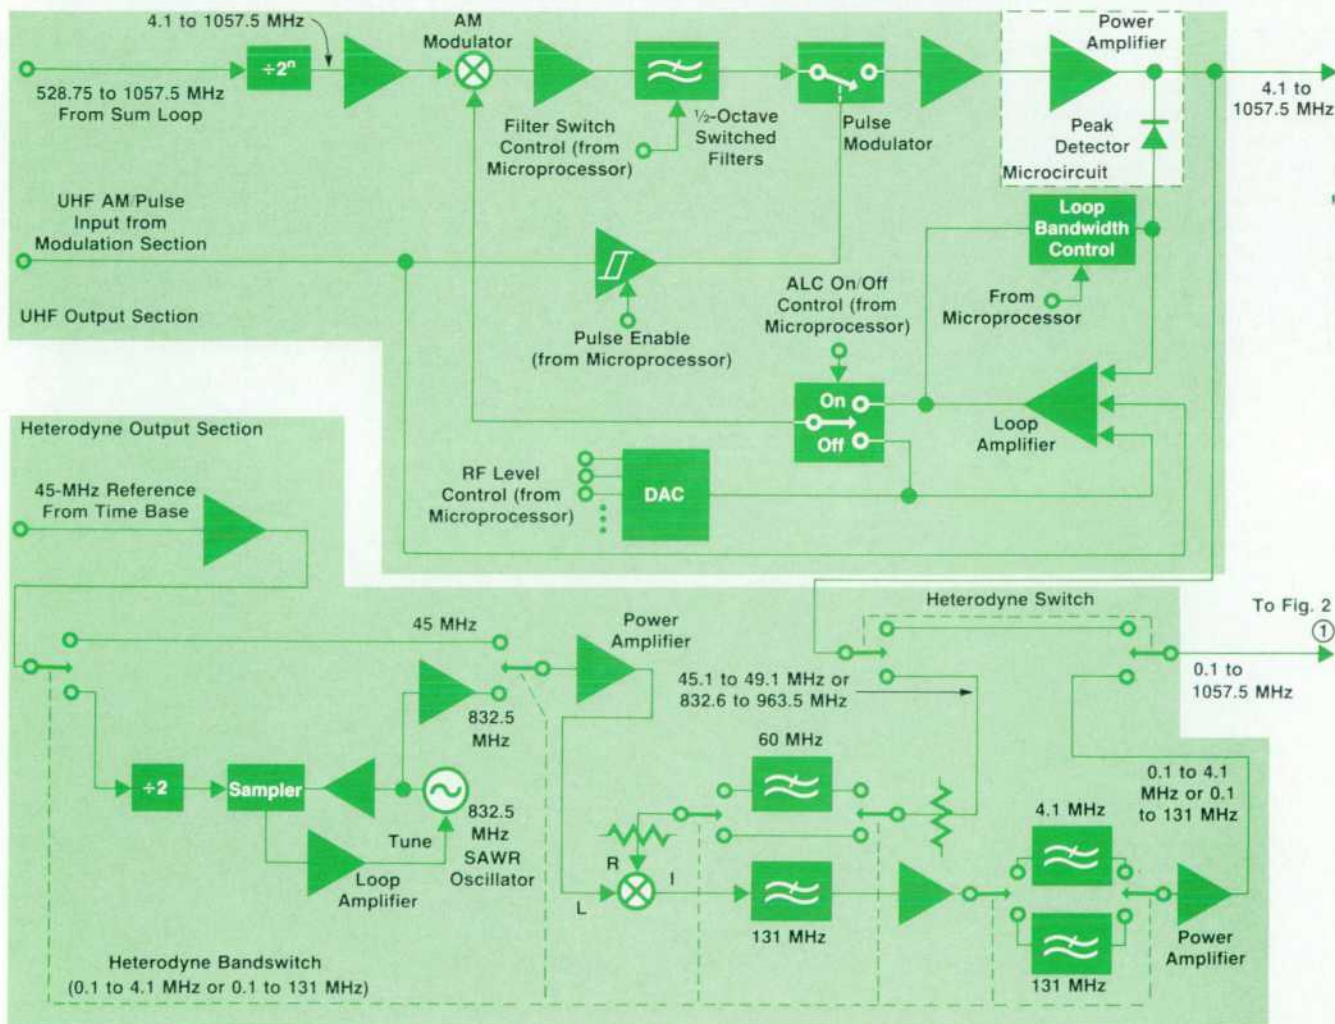 4.1 to 1057.5 MHz
AM
Modulator
÷2ⁿ
528.75 to 1057.5 MHz
From Sum Loop
Filter Switch
Control (from
Microprocessor)
½-Octave
Switched
Filters
Pulse
Modulator
Power
Amplifier
Peak
Detector
Microcircuit
4.1 to
1057.5 MHz
UHF AM/Pulse
Input from
Modulation Section
UHF Output Section
Pulse Enable
(from Microprocessor)
Loop
Bandwidth
Control
From
Microprocessor
ALC On/Off
Control (from
Microprocessor)
On
Off
Loop
Amplifier
RF Level
Control (from
Microprocessor)
DAC
Heterodyne Output Section
45-MHz Reference
From Time Base
45 MHz
Power
Amplifier
Heterodyne Switch
To Fig. 2
①
0.1 to
1057.5 MHz
45.1 to 49.1 MHz or
832.6 to 963.5 MHz
832.5
MHz
÷2
Sampler
832.5
MHz
SAWR
Oscillator
Tune
Loop
Amplifier
60 MHz
R
L
I
131 MHz
4.1 MHz
131 MHz
0.1 to 4.1
MHz or 0.1
to 131 MHz
Power
Amplifier
Heterodyne Bandswitch
(0.1 to 4.1 MHz or 0.1 to 131 MHz)